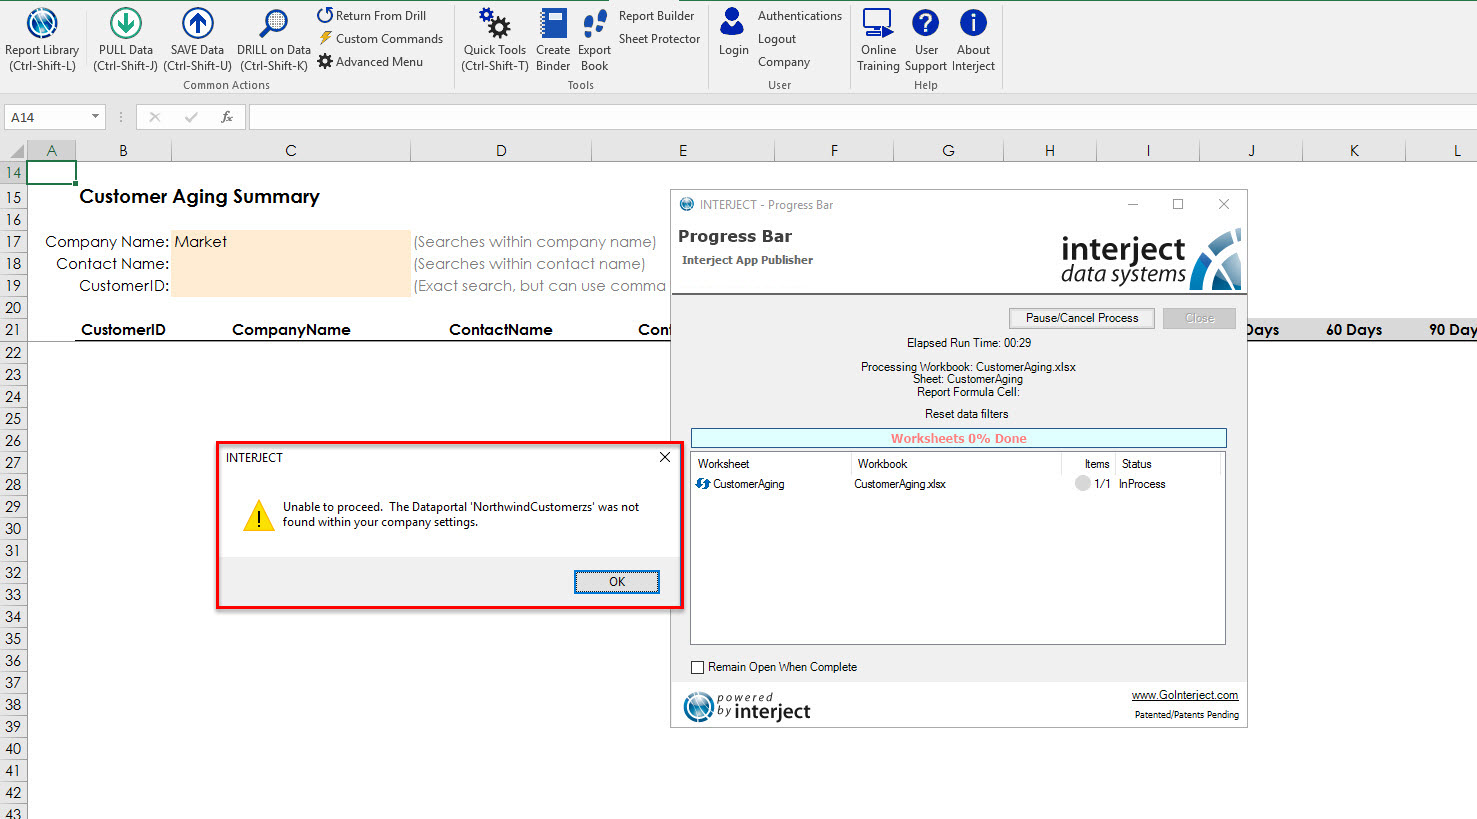 Report Library
(Ctrl-Shift-L)
PULL Data
(Ctrl-Shift-J)
SAVE Data
(Ctrl-Shift-U)
DRILL on Data
(Ctrl-Shift-K)
Return From Drill
Custom Commands
Advanced Menu
Common Actions
Quick Tools
(Ctrl-Shift-T)
Create
Binder
Export
Book
Report Builder
Sheet Protector
Tools
Login
Authentications
Logout
Company
User
Online
Training
User
Support
About
Interject
Help
A14
fx
A B C D E F G H I J K L
14
15 Customer Aging Summary
16
17 Company Name: Market (Searches within company name)
18 Contact Name: (Searches within contact name)
19 CustomerID: (Exact search, but can use comma
20
21 CustomerID CompanyName ContactName Cont Days 60 Days 90 Day
22
23
24
25
26
27
28
29
30
31
32
33
34
35
36
37
38
39
40
41
42
43
INTERJECT
Unable to proceed. The Dataportal 'NorthwindCustomerzs' was not
found within your company settings.
OK
INTERJECT - Progress Bar
Progress Bar
Interject App Publisher
interject
data systems
Pause/Cancel Process
Close
Elapsed Run Time: 00:29
Processing Workbook: CustomerAging.xlsx
Sheet: CustomerAging
Report Formula Cell:
Reset data filters
Worksheets 0% Done
Worksheet Workbook Items Status
CustomerAging CustomerAging.xlsx 1/1 InProcess
Remain Open When Complete
powered
by interject
www.GoInterject.com
Patented/Patents Pending